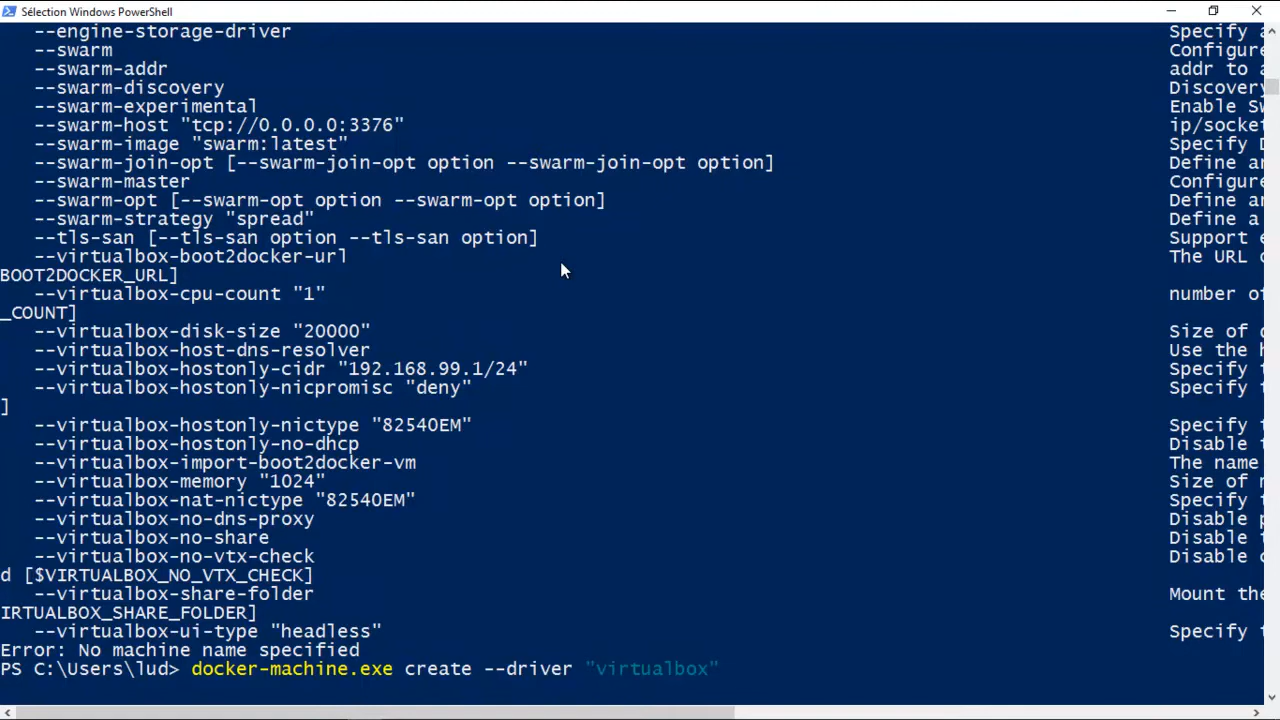 Sélection Windows PowerShell
--engine-storage-driver Specify
--swarm Configure
--swarm-addr addr to
--swarm-discovery Discovery
--swarm-experimental Enable
--swarm-host "tcp://0.0.0.0:3376" ip/socke
--swarm-image "swarm:latest" Specify
--swarm-join-opt [--swarm-join-opt option --swarm-join-opt option] Define
--swarm-master Configure
--swarm-opt [--swarm-opt option --swarm-opt option] Define
--swarm-strategy "spread" Define a
--tls-san [--tls-san option --tls-san option] Support
--virtualbox-boot2docker-url The URL
BOOT2DOCKER_URL]
--virtualbox-cpu-count "1" number of
_COUNT]
--virtualbox-disk-size "20000" Size of
--virtualbox-host-dns-resolver Use the
--virtualbox-hostonly-cidr "192.168.99.1/24" Specify
--virtualbox-hostonly-nicpromisc "deny" Specify
]
--virtualbox-hostonly-nictype "82540EM" Specify
--virtualbox-hostonly-no-dhcp Disable
--virtualbox-import-boot2docker-vm The name
--virtualbox-memory "1024" Size of
--virtualbox-nat-nictype "82540EM" Specify
--virtualbox-no-dns-proxy Disable
--virtualbox-no-share Disable
--virtualbox-no-vtx-check Disable
d [$VIRTUALBOX_NO_VTX_CHECK]
--virtualbox-share-folder Mount the
IRTUALBOX_SHARE_FOLDER]
--virtualbox-ui-type "headless" Specify
Error: No machine name specified
PS C:\Users\lud> docker-machine.exe create --driver "virtualbox"